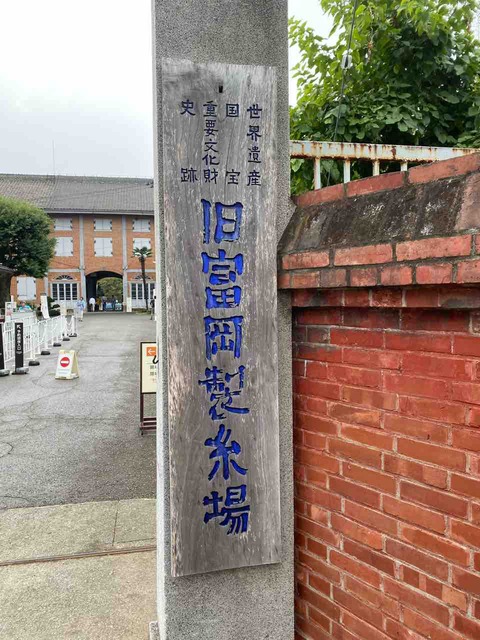 世界遺産
国宝
重要文化財
史跡
旧富岡製糸場